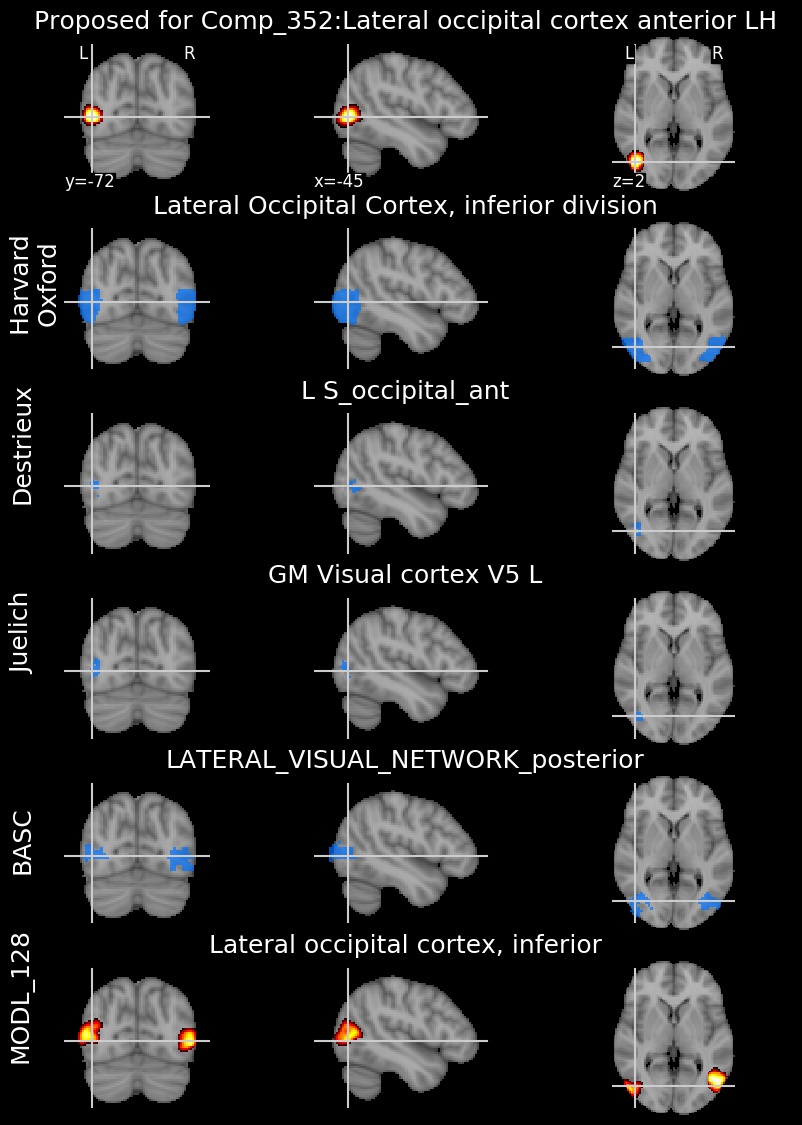 Proposed for Comp_352:Lateral occipital cortex anterior LH
L R L R
y=-72 x=-45 z=2
Lateral Occipital Cortex, inferior division
Harvard
Oxford
L S_occipital_ant
Destrieux
GM Visual cortex V5 L
Juelich
LATERAL_VISUAL_NETWORK_posterior
BASC
Lateral occipital cortex, inferior
MODL_128